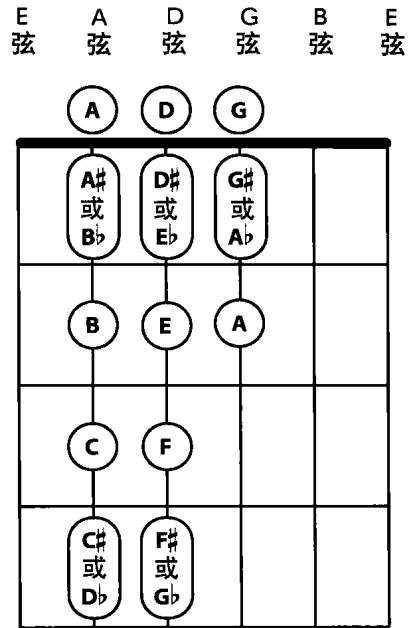 E A D G B E
弦 弦 弦 弦 弦 弦
A D G
A♯ D♯ G♯
或 或 或
B♭ E♭ A♭
B E A
C F
C♯ F♯
或 或
D♭ G♭